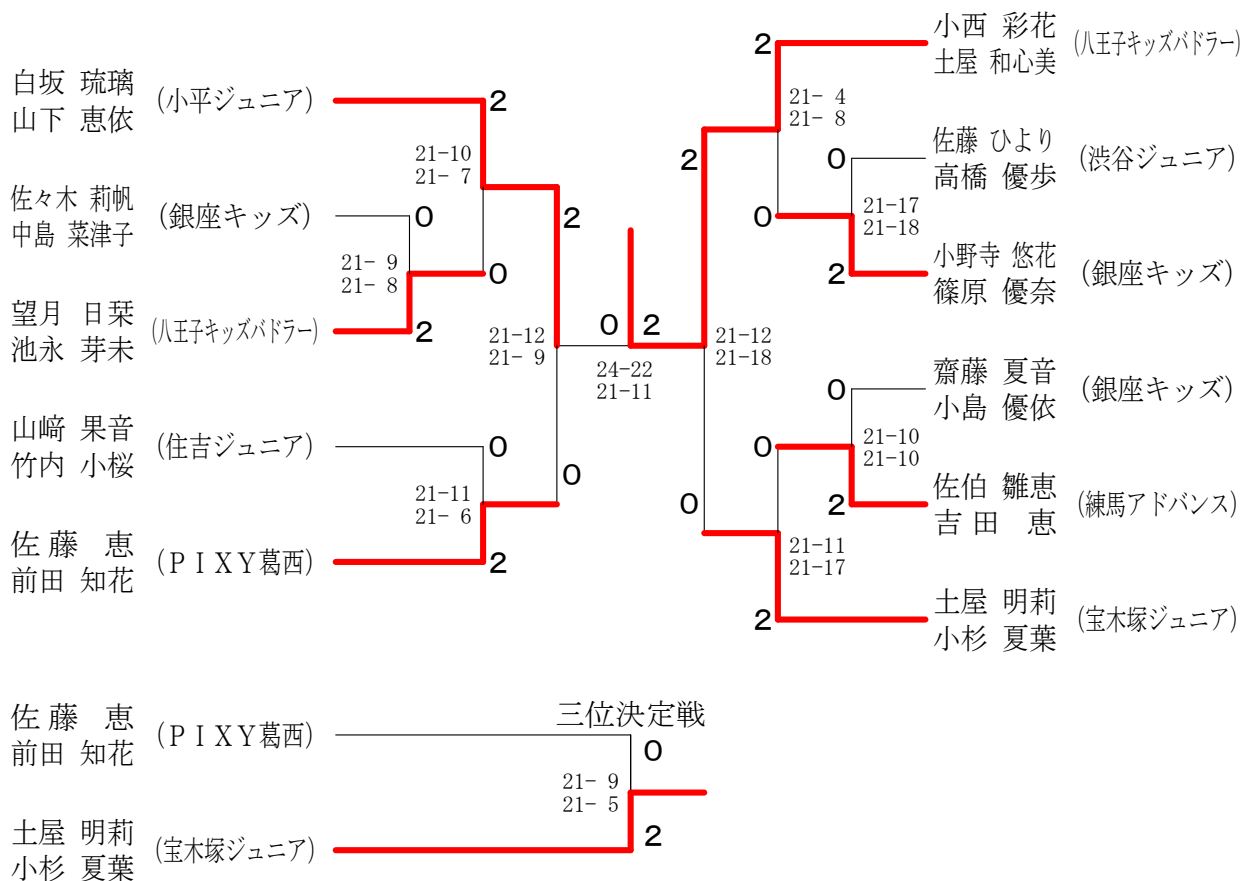 白坂 琉璃
山下 恵依
(小平ジュニア)
2
21-10
21- 7
佐々木 莉帆
中島 菜津子
(銀座キッズ)
0
21- 9
21- 8
0
望月 日菜
池永 芽未
(八王子キッズバドラー)
2
2
21-12
21- 9
山﨑 果音
竹内 小桜
(住吉ジュニア)
0
21-11
21- 6
0
佐藤 恵
前田 知花
(ＰＩＸＹ葛西)
2
0
2
24-22
21-11
2
小西 彩花
土屋 和心美
(八王子キッズバドラー)
21- 4
21- 8
2
0
佐藤 ひより
高橋 優歩
(渋谷ジュニア)
0
21-17
21-18
2
小野寺 悠花
篠原 優奈
(銀座キッズ)
21-12
21-18
0
齋藤 夏音
小島 優依
(銀座キッズ)
0
21-10
21-10
0
2
佐伯 雛恵
吉田 恵
(練馬アドバンス)
21-11
21-17
2
土屋 明莉
小杉 夏葉
(宝木塚ジュニア)
三位決定戦
佐藤 恵
前田 知花
(ＰＩＸＹ葛西)
0
21- 9
21- 5
土屋 明莉
小杉 夏葉
(宝木塚ジュニア)
2